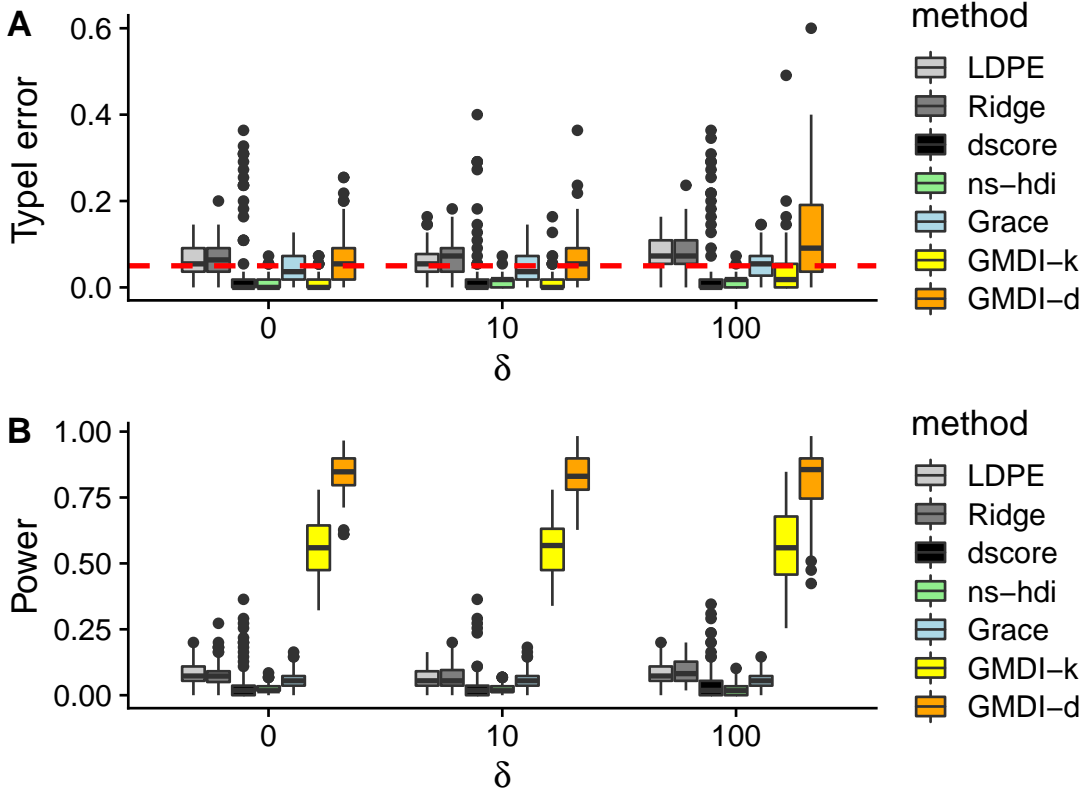 A
TypeI error
0.6
0.4
0.2
0.0
0
10
100
δ
method
LDPE
Ridge
dscore
ns−hdi
Grace
GMDI−k
GMDI−d
B
Power
1.00
0.75
0.50
0.25
0.00
0
10
100
δ
method
LDPE
Ridge
dscore
ns−hdi
Grace
GMDI−k
GMDI−d